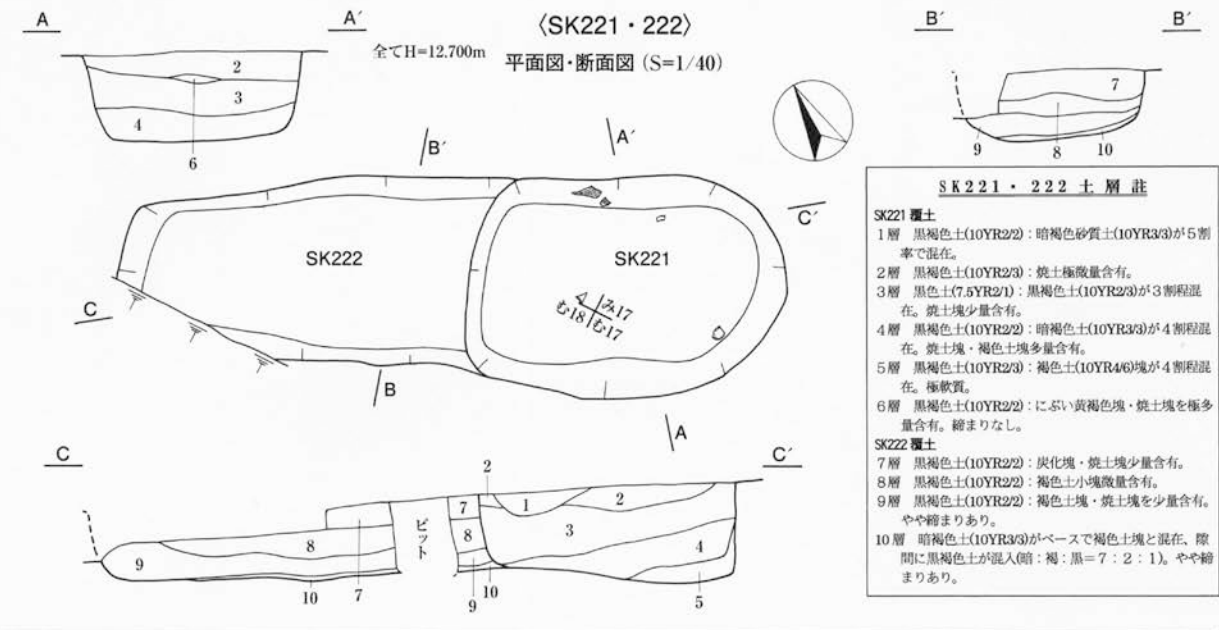 〈SK221・222〉
全てH=12.700m
平面図・断面図 (S=1/40)
A
A′
2
3
4
6
B′
B′
7
9
8
10
B′
A′
C′
SK222
SK221
み17
む18
む17
C
B
A
C
C′
2
7
1
2
ピット
8
3
8
9
4
10
7
9
10
5
SK221・222土層註
SK221 覆土
1層 黒褐色土(10YR2/2)：暗褐色砂質土(10YR3/3)が5割
率で混在。
2層 黒褐色土(10YR2/3)：焼土極微量含有。
3層 黒色土(7.5YR2/1)：黒褐色土(10YR2/3)が3割程混
在。焼土塊少量含有。
4層 黒褐色土(10YR2/2)：暗褐色土(10YR3/3)が4割程混
在。焼土塊・褐色土塊多量含有。
5層 黒褐色土(10YR2/3)：褐色土(10YR4/6)塊が4割程混
在。極軟質。
6層 黒褐色土(10YR2/2)：にぶい黄褐色塊・焼土塊を極多
量含有。締まりなし。
SK222 覆土
7層 黒褐色土(10YR2/2)：炭化塊・焼土塊少量含有。
8層 黒褐色土(10YR2/2)：褐色土小塊微量含有。
9層 黒褐色土(10YR2/2)：褐色土塊・焼土塊を少量含有。
やや締まりあり。
10層 暗褐色土(10YR3/3)がベースで褐色土塊と混在、隙
間に黒褐色土が混入(暗：褐：黒＝7：2：1)。やや締
まりあり。